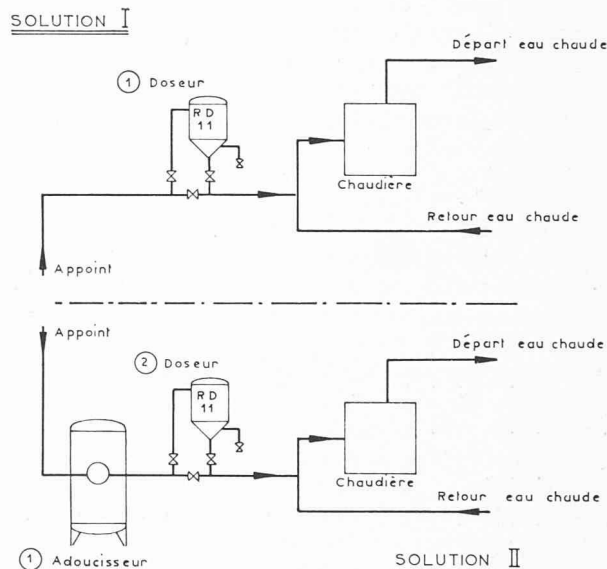 SOLUTION I
Départ eau chaude
1 Doseur
RD
11
Chaudière
Retour eau chaude
Appoint
Appoint
Départ eau chaude
2 Doseur
RD
11
Chaudière
Retour eau chaude
1 Adoucisseur
SOLUTION II